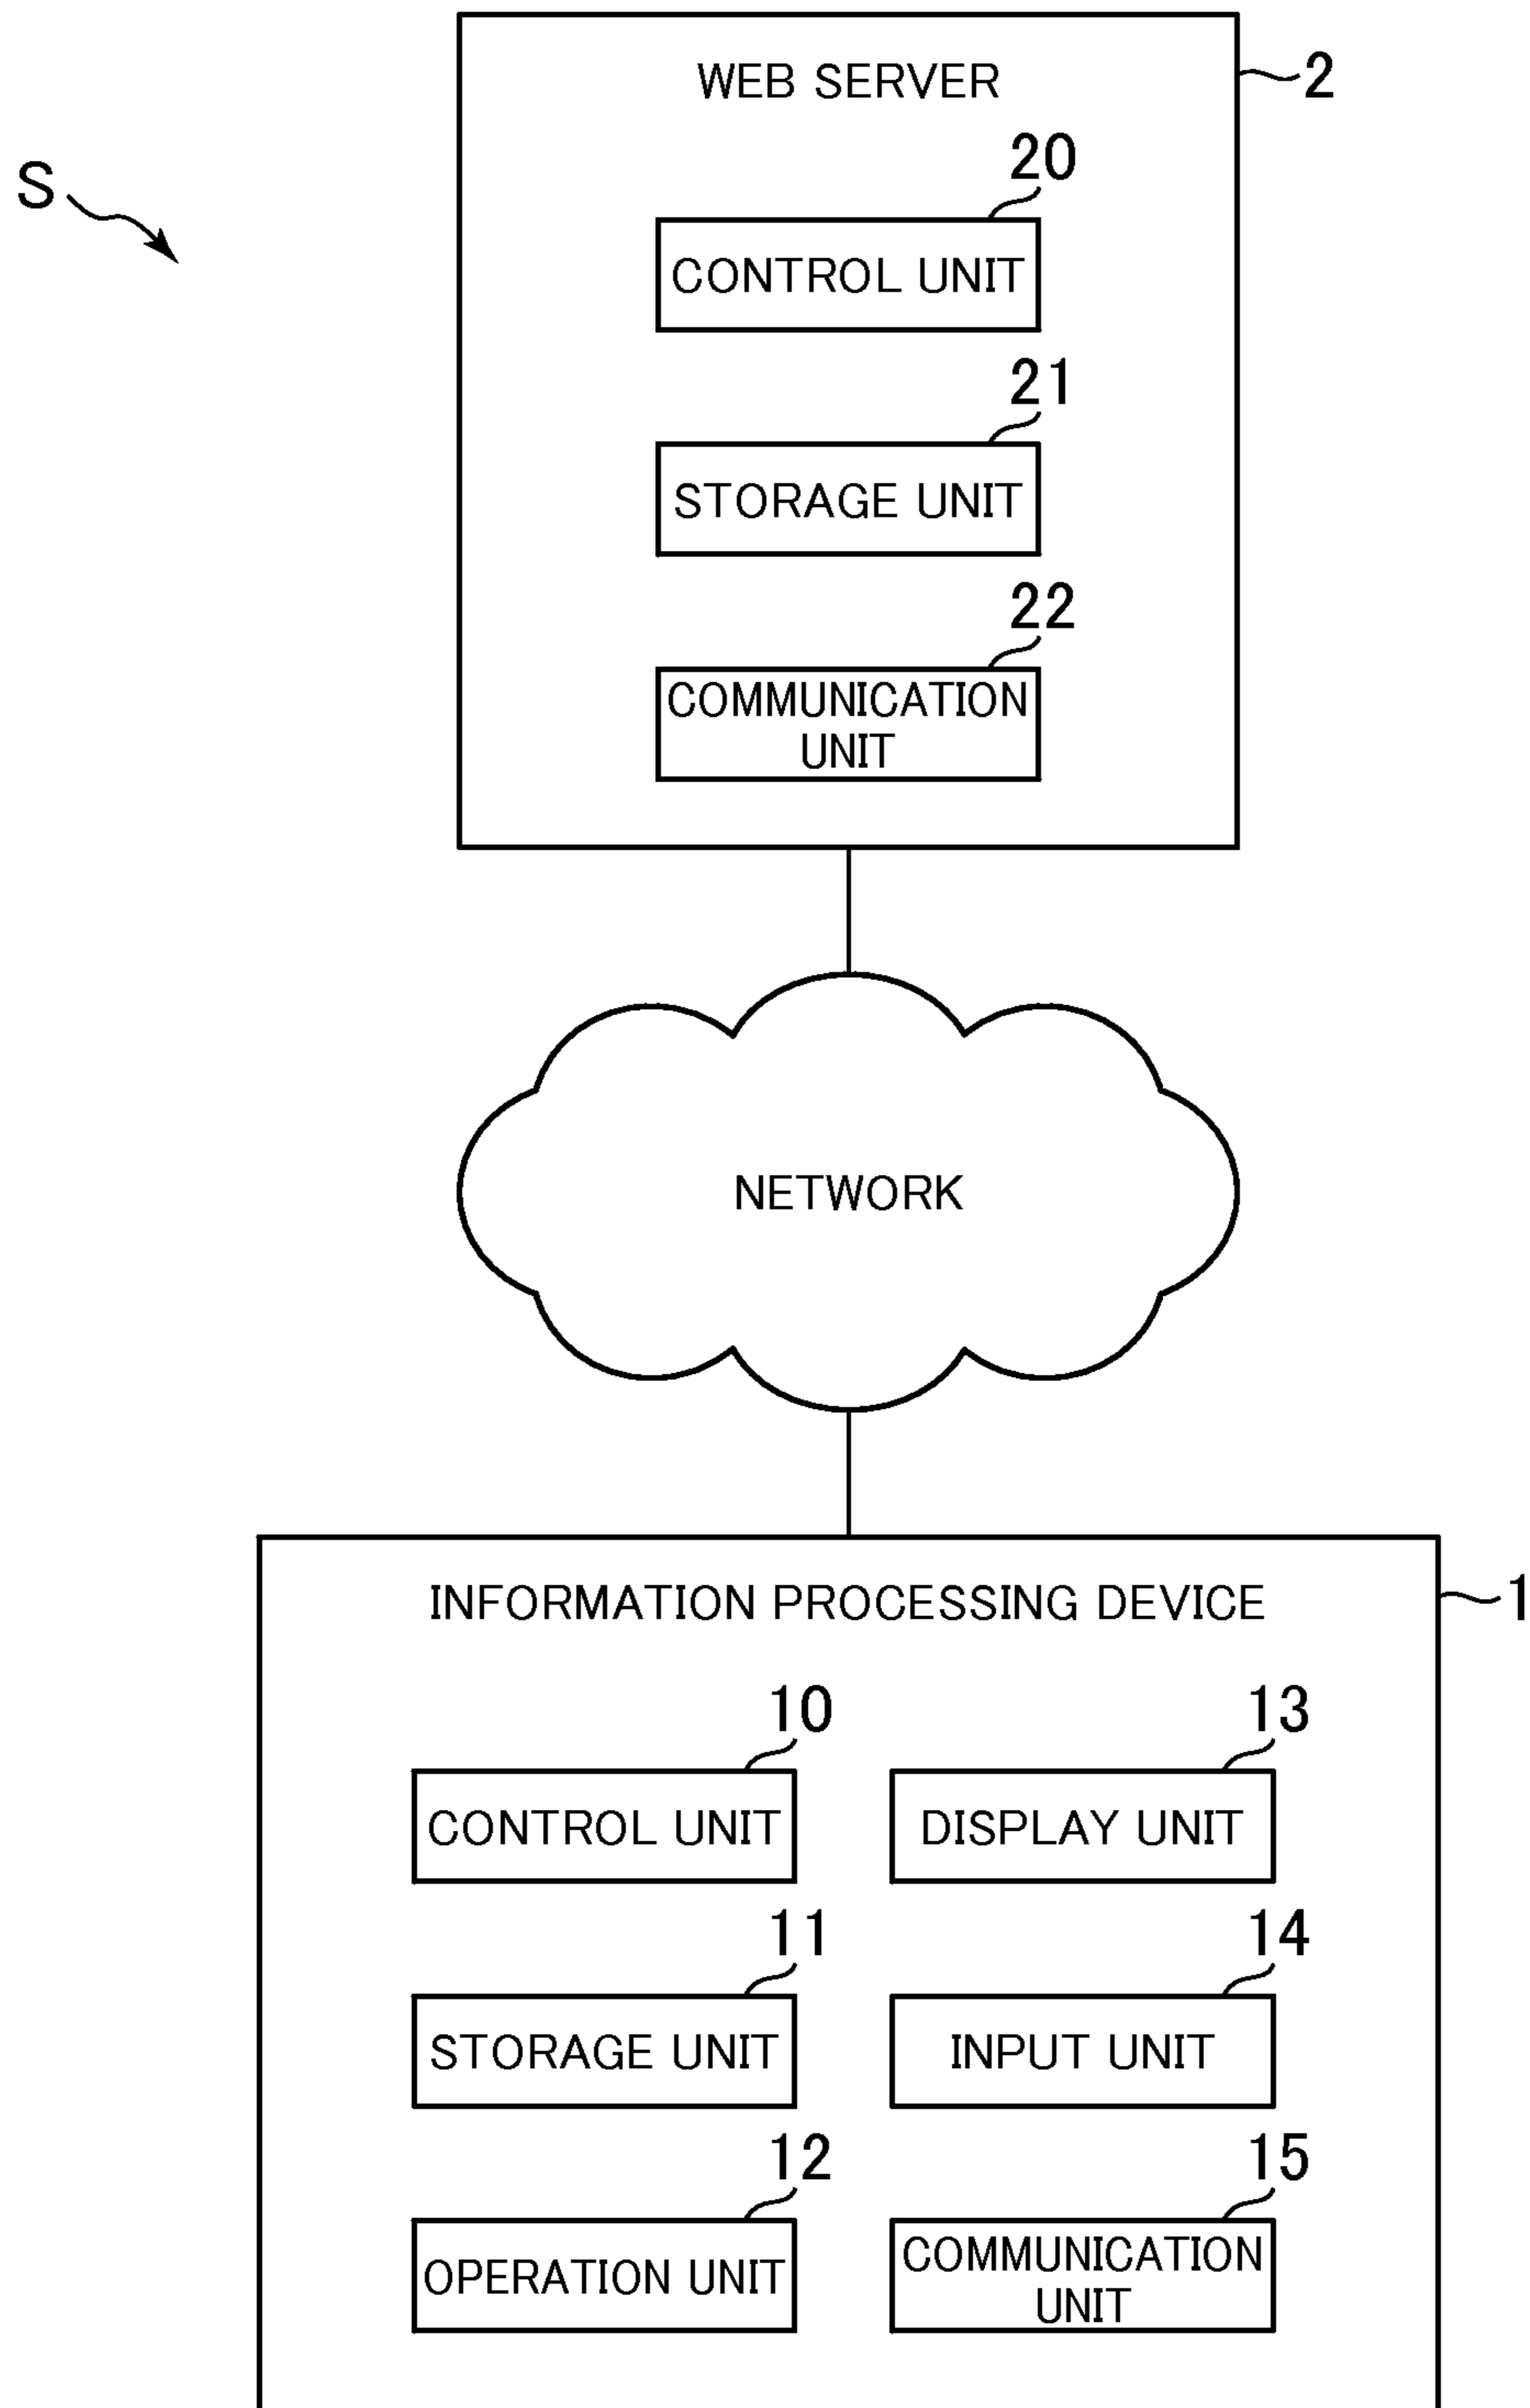 WEB SERVER
2
S
20
CONTROL UNIT
21
STORAGE UNIT
22
COMMUNICATION
UNIT
NETWORK
INFORMATION PROCESSING DEVICE
1
10
13
CONTROL UNIT
DISPLAY UNIT
11
14
STORAGE UNIT
INPUT UNIT
12
15
OPERATION UNIT
COMMUNICATION
UNIT